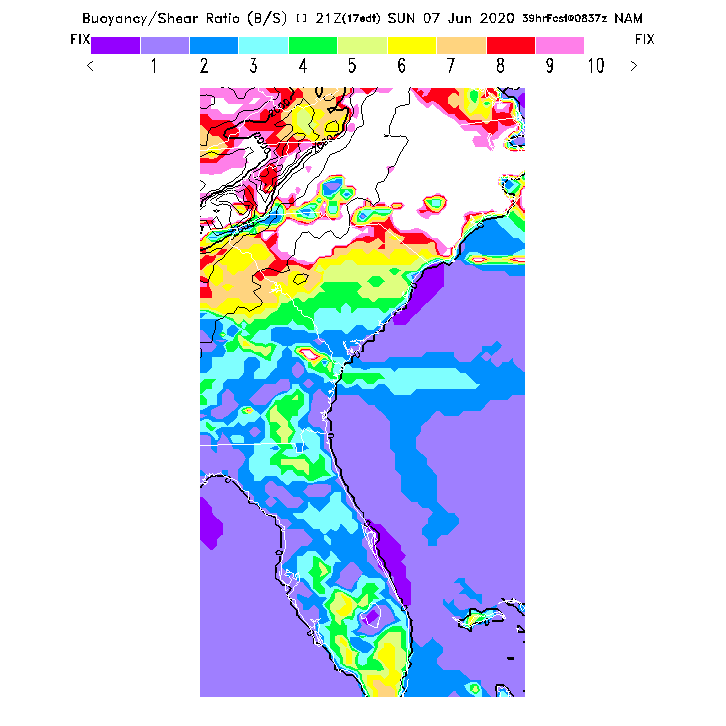 Buoyancy/Shear Ratio (B/S) [] 21Z(17edt) SUN 07 Jun 2020 39hrFcst@0837z NAM
FIX FIX
< 1 2 3 4 5 6 7 8 9 10 >